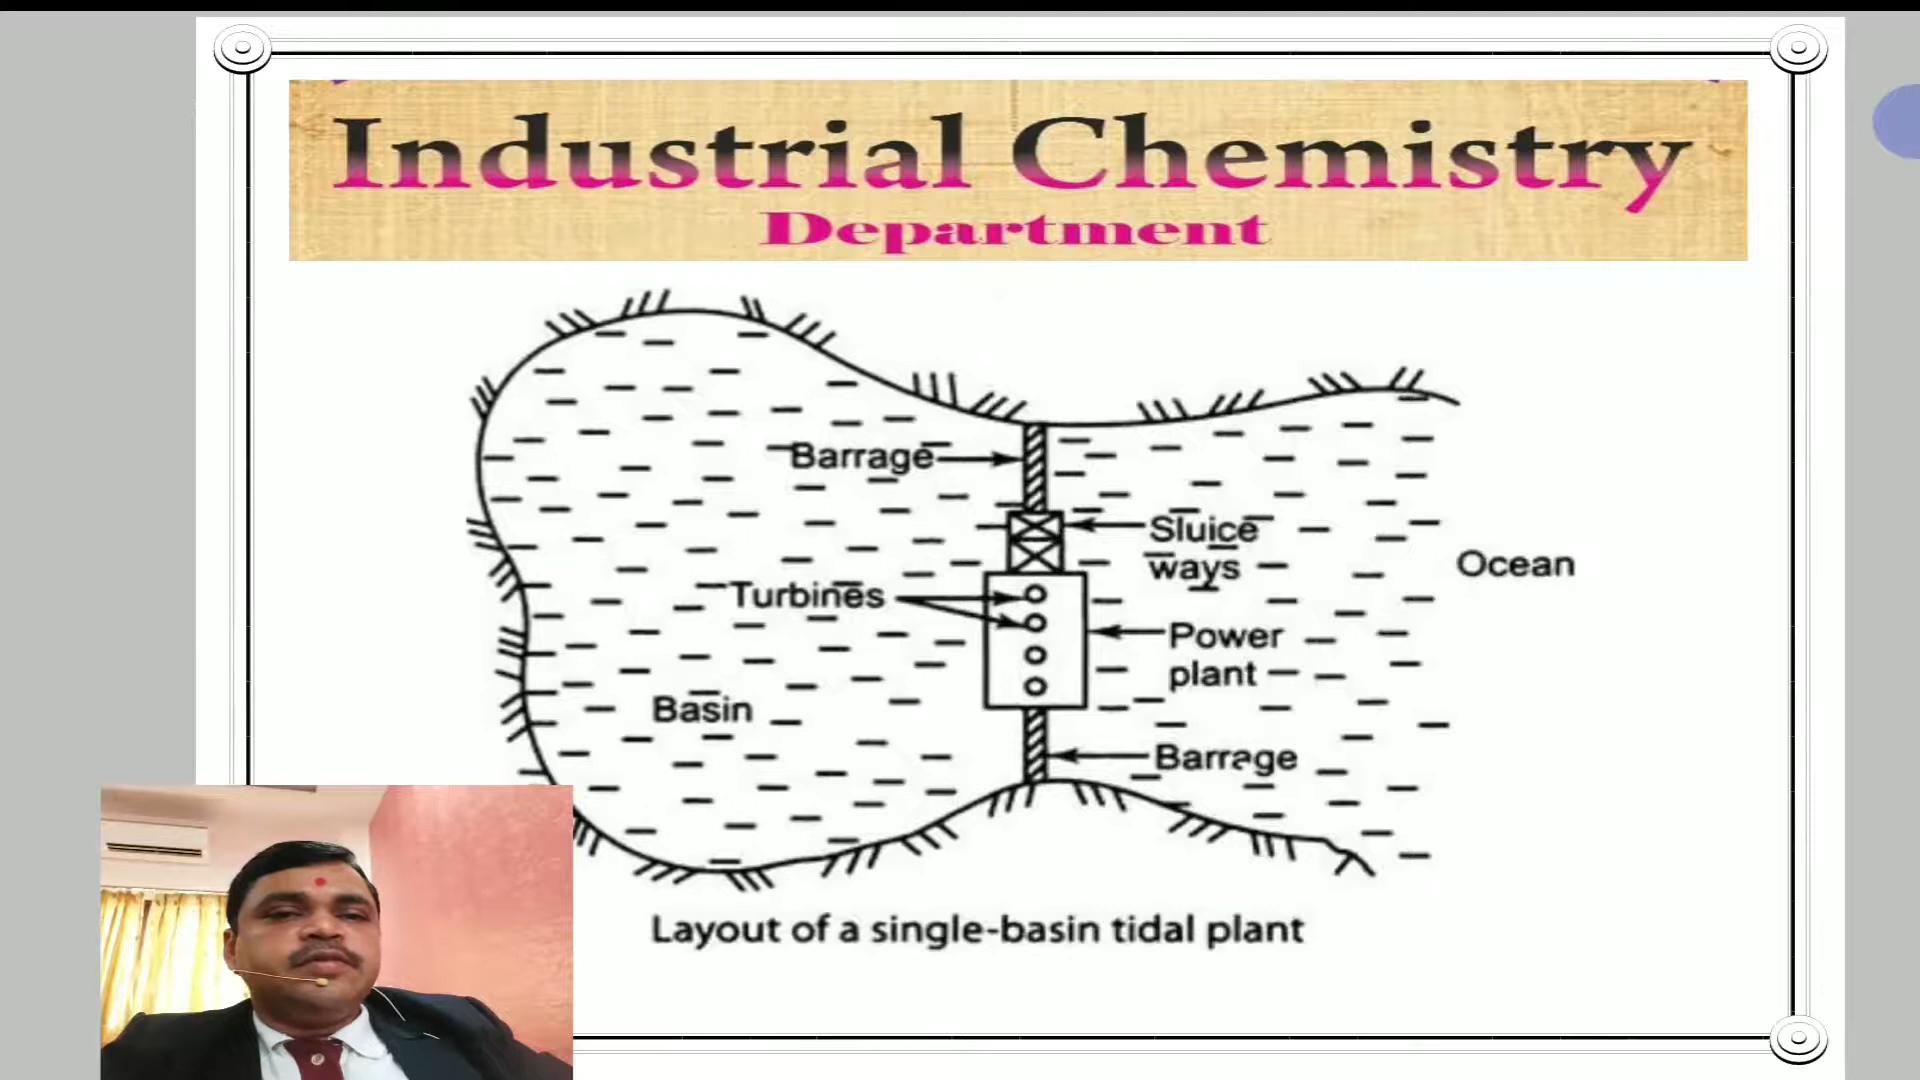 Industrial Chemistry
Department
Barrage
Sluice
ways
Ocean
Turbines
Power
plant
Basin
Barrage
Layout of a single-basin tidal plant